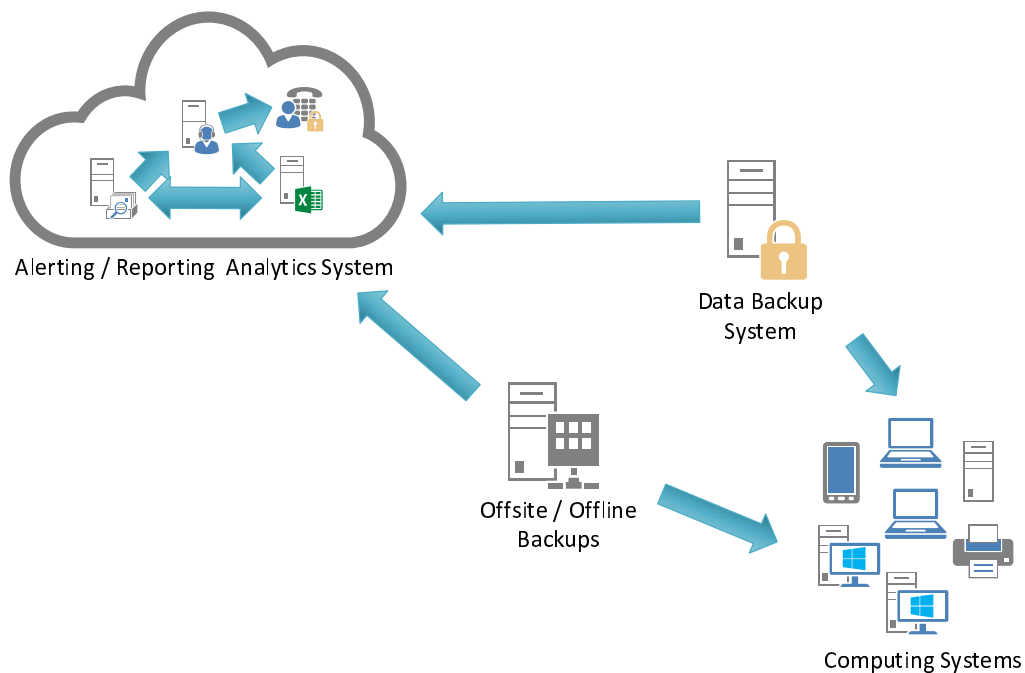 Alerting / Reporting Analytics System
Data Backup
System
Offsite / Offline
Backups
Computing Systems
X